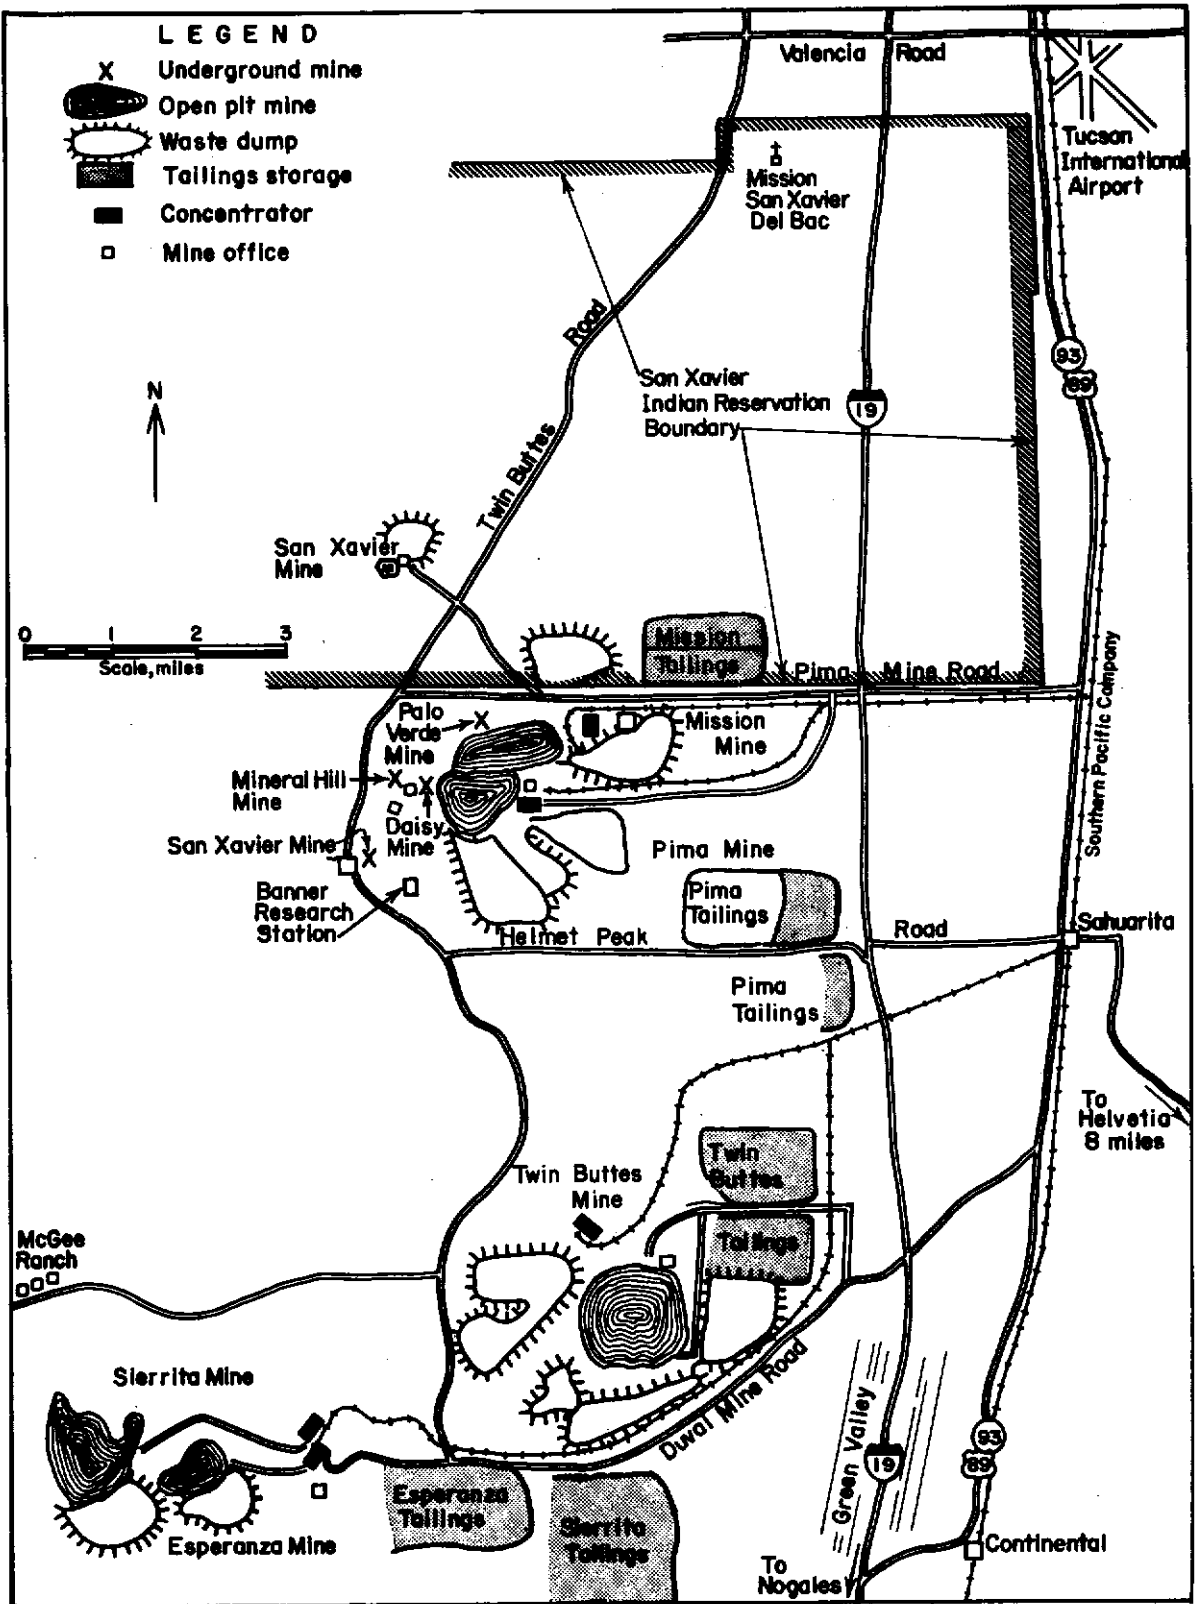 LEGEND
X Underground mine
Open pit mine
Waste dump
Tailings storage
Concentrator
Mine office
Valencia Road
Tucson
International
Airport
Mission
San Xavier
Del Bac
Road
93
89
San Xavier
Indian Reservation
Boundary
19
N
Twin Buttes
San Xavier
Mine
0 1 2 3
Scale, miles
Mission
Tailings
Pima Mine Road
Southern Pacific Company
Palo
Verde
Mine
Mission
Mine
Mineral Hill
Mine
Daisy
Mine
San Xavier Mine
Pima Mine
Banner
Research
Station
Pima
Tailings
Helmet Peak Road
Sahuarita
Pima
Tailings
To
Helvetia
8 miles
Twin
Buttes
Twin Buttes
Mine
Tailings
McGee
Ranch
Sierrita Mine
Duval Mine Road
Green Valley
93
89
19
Esperanza
Tailings
Sierrita
Tailings
Esperanza Mine
Continental
To
Nogales